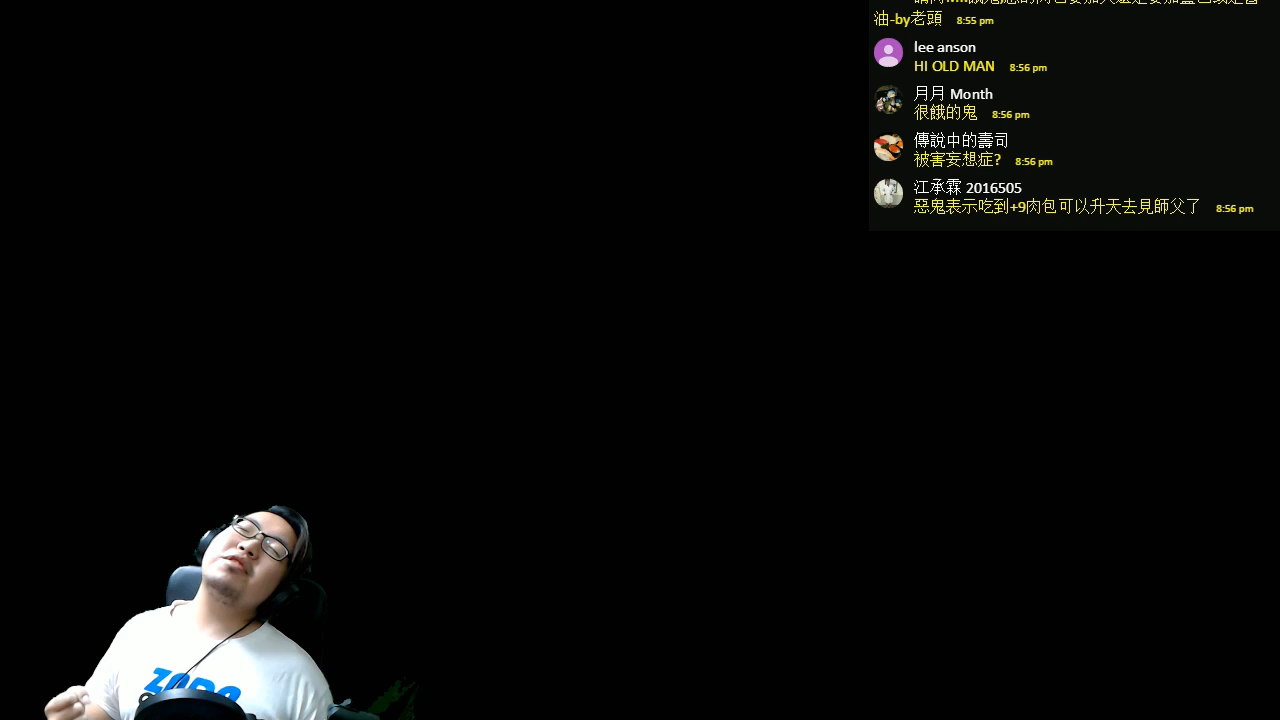 油-by老頭 8:55 pm
lee anson
HI OLD MAN 8:56 pm
月月 Month
很餓的鬼 8:56 pm
傳說中的壽司
被害妄想症? 8:56 pm
江承霖 2016505
惡鬼表示吃到+9肉包可以升天去見師父了 8:56 pm